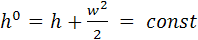 h⁰ = h + w²/2 = const